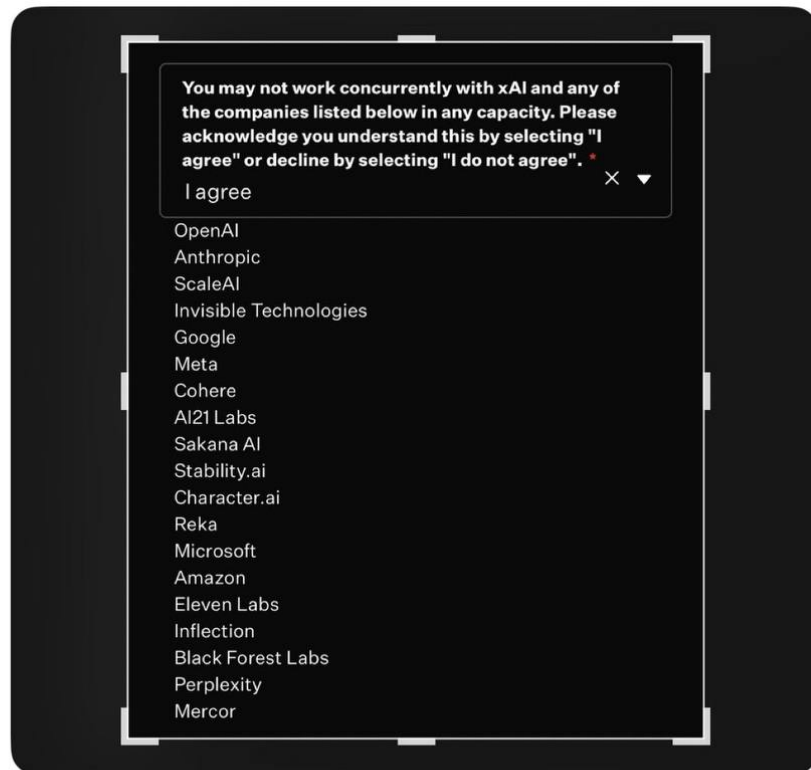 You may not work concurrently with xAI and any of
the companies listed below in any capacity. Please
acknowledge you understand this by selecting "I
agree" or decline by selecting "I do not agree". *
I agree
OpenAI
Anthropic
ScaleAI
Invisible Technologies
Google
Meta
Cohere
AI21 Labs
Sakana AI
Stability.ai
Character.ai
Reka
Microsoft
Amazon
Eleven Labs
Inflection
Black Forest Labs
Perplexity
Mercor